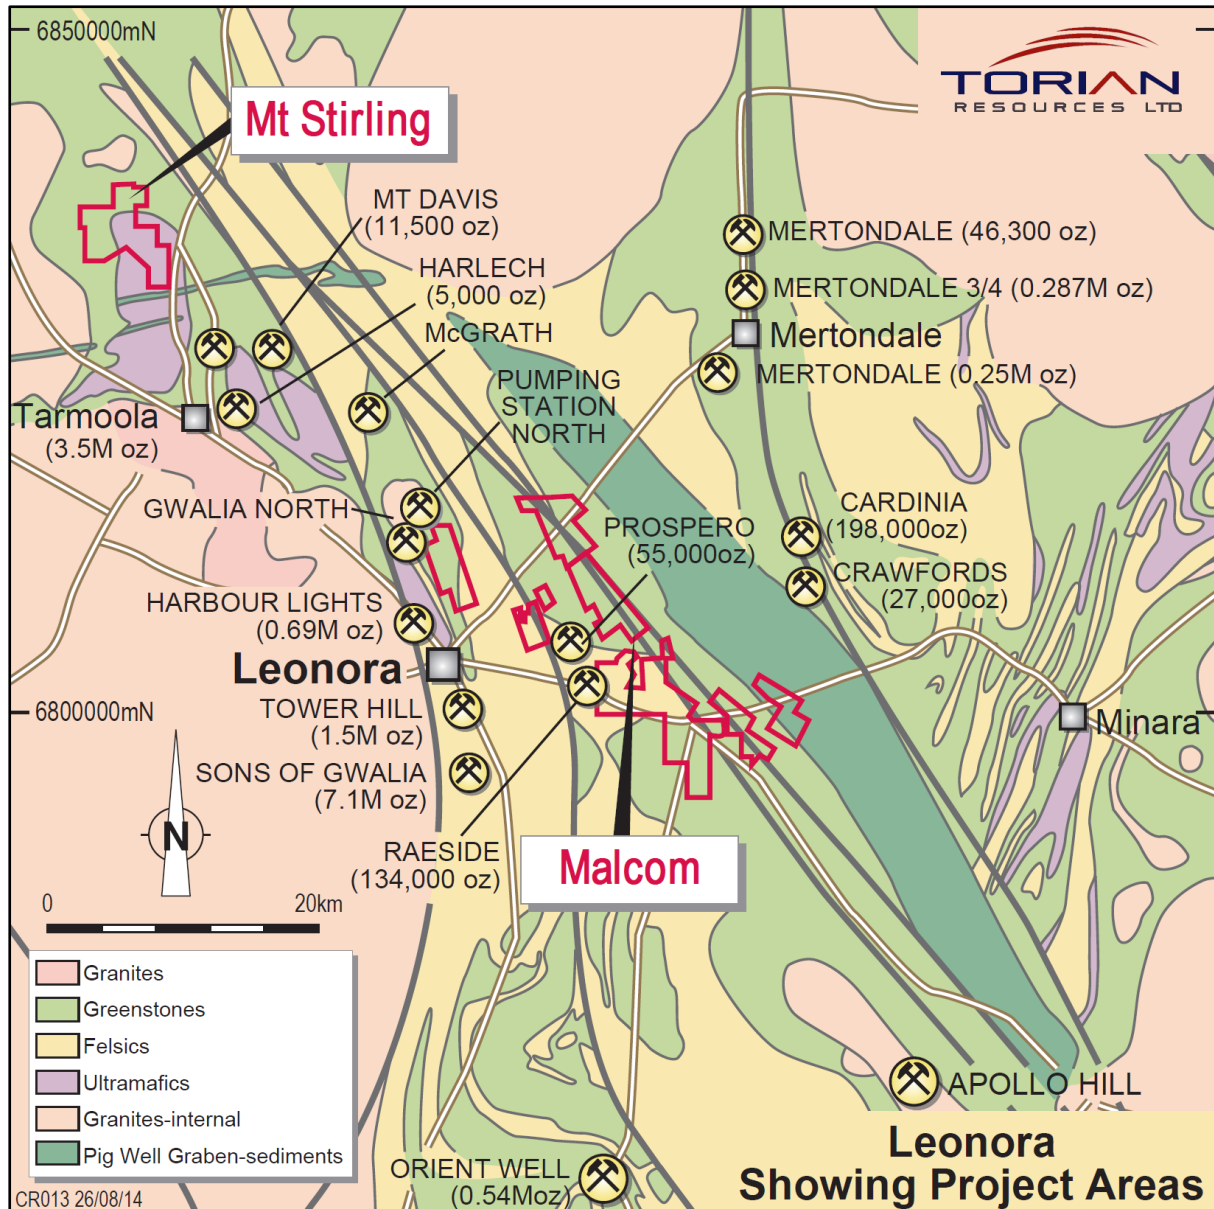 6850000mN
TORIAN
RESOURCES LTD
Mt Stirling
MT DAVIS
(11,500 oz)
HARLECH
(5,000 oz)
McGRATH
PUMPING
STATION
NORTH
MERTONDALE (46,300 oz)
MERTONDALE 3/4 (0.287M oz)
Mertondale
MERTONDALE (0.25M oz)
Tarmoola
(3.5M oz)
GWALIA NORTH
PROSPERO
(55,000oz)
CARDINIA
(198,000oz)
CRAWFORDS
(27,000oz)
HARBOUR LIGHTS
(0.69M oz)
Leonora
6800000mN
TOWER HILL
(1.5M oz)
Minara
SONS OF GWALIA
(7.1M oz)
N
RAESIDE
(134,000 oz)
Malcom
0 20km
Granites
Greenstones
Felsics
Ultramafics
Granites-internal
Pig Well Graben-sediments
APOLLO HILL
ORIENT WELL
(0.54Moz)
Leonora
Showing Project Areas
CR013 26/08/14